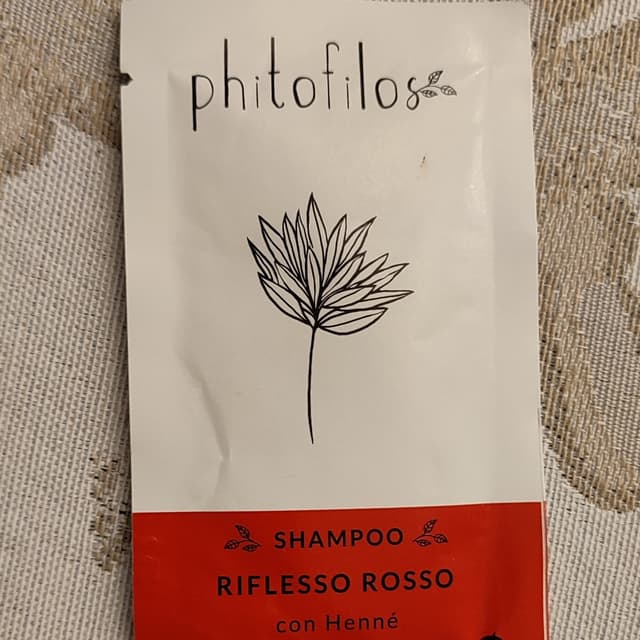 phitofilos
SHAMPOO
RIFLESSO ROSSO
con Henné